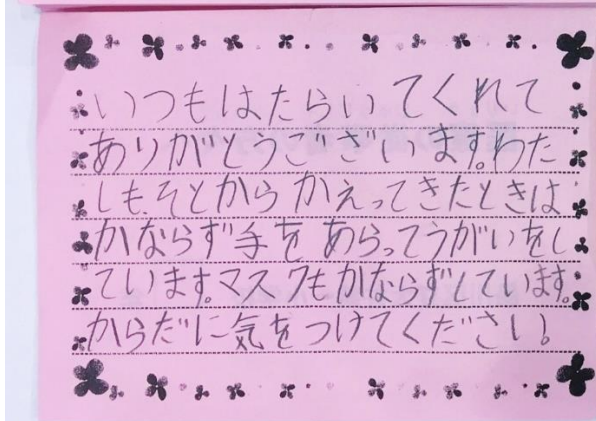 いつもはたらいてくれて
ありがとうございます。わた
しも、そとからかえってきたときは
かならず手をあらってうがいをし
ています。マスクもかならずしています。
からだに気をつけてください。